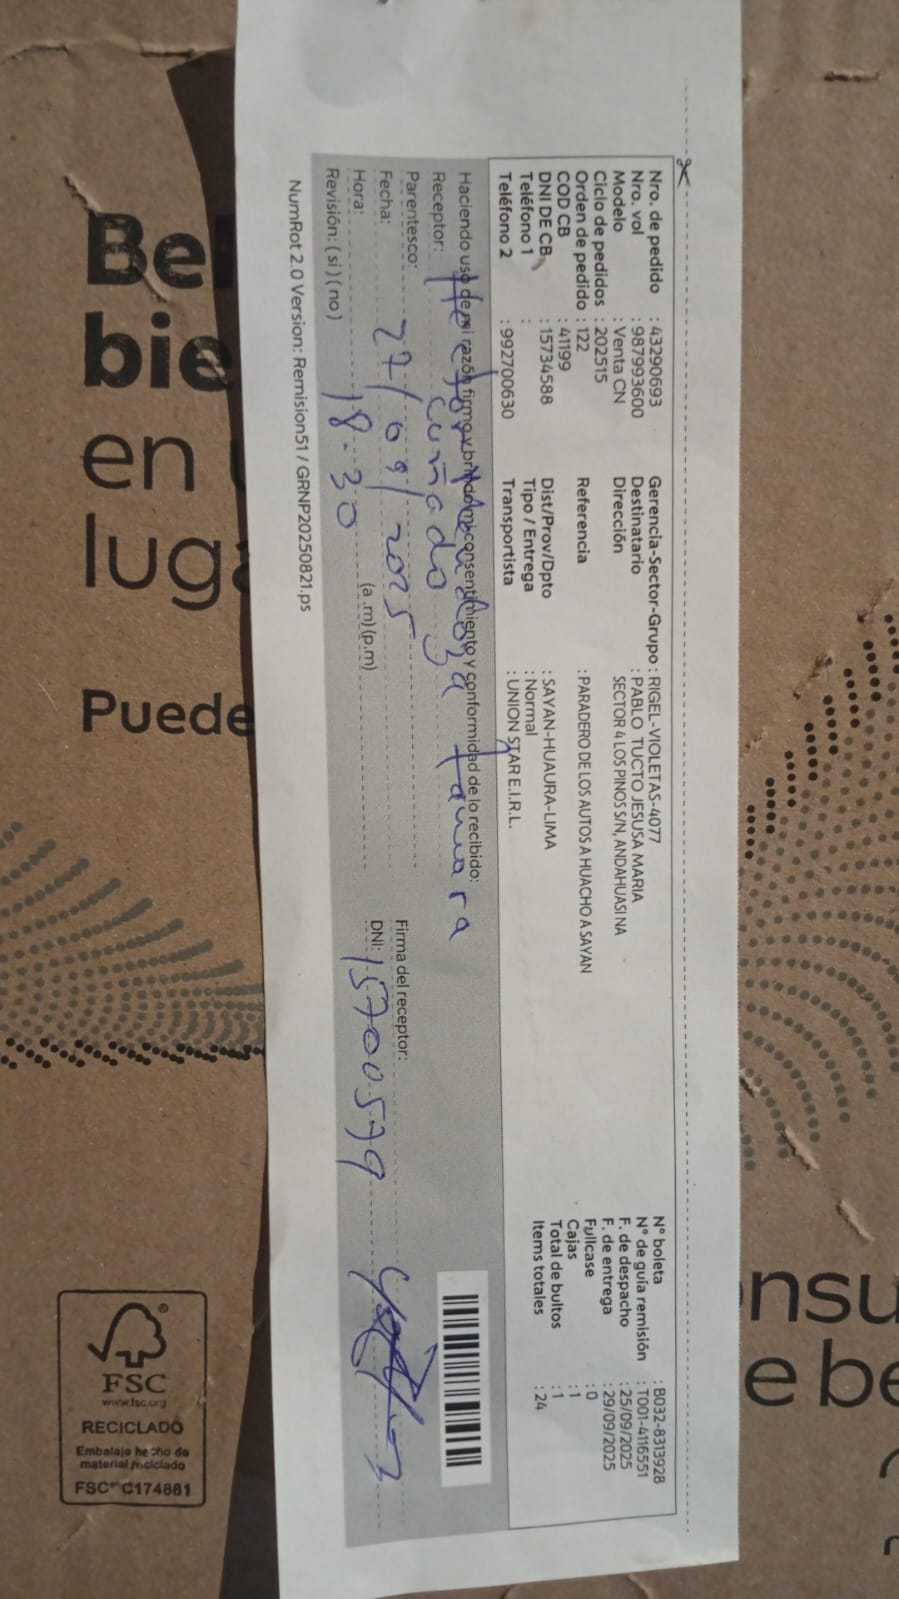 Nro. de pedido : 43290693
Nro. vol : 987993600
Modelo : Venta CN
Ciclo de pedidos : 202515
Orden de pedido : 122
COD CB : 41199
DNI DE CB : 15734588
Teléfono 1 :
Teléfono 2 : 992700630
Gerencia-Sector-Grupo : RIGEL-VIOLETAS-4077
Destinatario : PABLO TUCTO JESUSA MARIA
Dirección SECTOR 4 LOS PINOS S/N, ANDAHUASI NA
Referencia : PARADERO DE LOS AUTOS A HUACHO A SAYAN
Dist/Prov/Dpto : SAYAN-HUAURA-LIMA
Tipo / Entrega : Normal
Transportista : UNION STAR E.I.R.L.
N° boleta : B032-8313928
N° de guía remisión : T001-4116551
F. de despacho : 25/09/2025
F. de entrega : 29/09/2025
Fullcase : 0
Cajas : 1
Total de bultos : 1
Items totales : 24
Haciendo uso de mi razón firmo y brindo mi consentimiento y conformidad de lo recibido:
Receptor: Hector tamara
Parentesco: Cuñado
Fecha: 27/09/2025
Hora: 18.30 (a .m) (p.m)
Revisión: ( si ) ( no )
Firma del receptor:
DNI: 15700579
NumRot 2.0 Version: Remision51 / GRNP20250821.ps
bie
en
lug
Puede
nsu
e be
FSC
www.fsc.org
RECICLADO
Embalaje hecho de
material reciclado
FSC® C174881